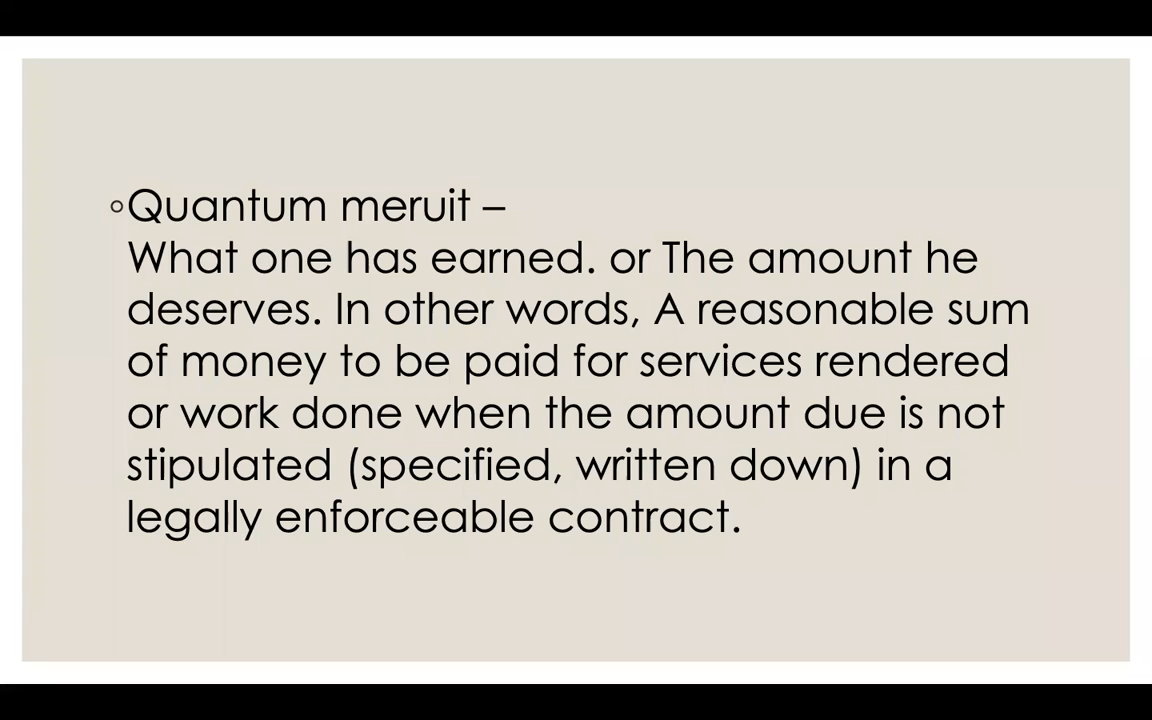 ◦Quantum meruit –
What one has earned. or The amount he
deserves. In other words, A reasonable sum
of money to be paid for services rendered
or work done when the amount due is not
stipulated (specified, written down) in a
legally enforceable contract.